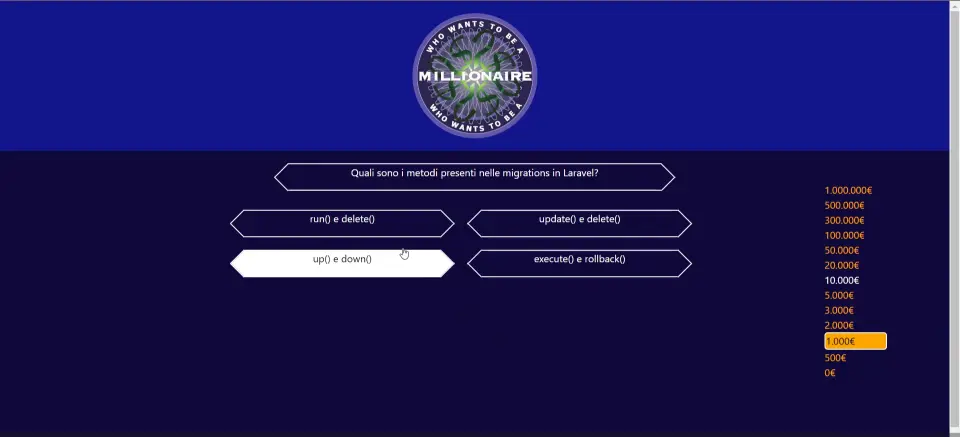 WHO WANTS TO BE A
MILLIONAIRE
WHO WANTS TO BE A
Quali sono i metodi presenti nelle migrations in Laravel?
run() e delete()
update() e delete()
up() e down()
execute() e rollback()
1.000.000€
500.000€
300.000€
100.000€
50.000€
20.000€
10.000€
5.000€
3.000€
2.000€
1.000€
500€
0€